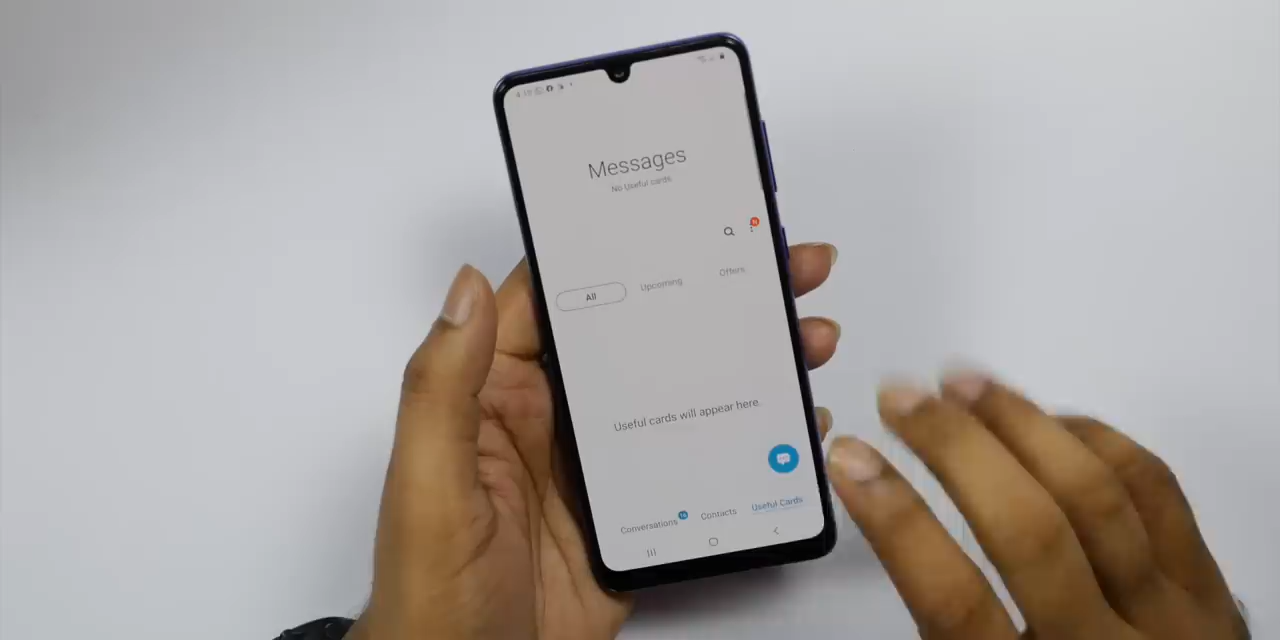 Messages
No Useful cards
All
Upcoming
Offers
Useful cards will appear here.
Conversations
Contacts
Useful Cards